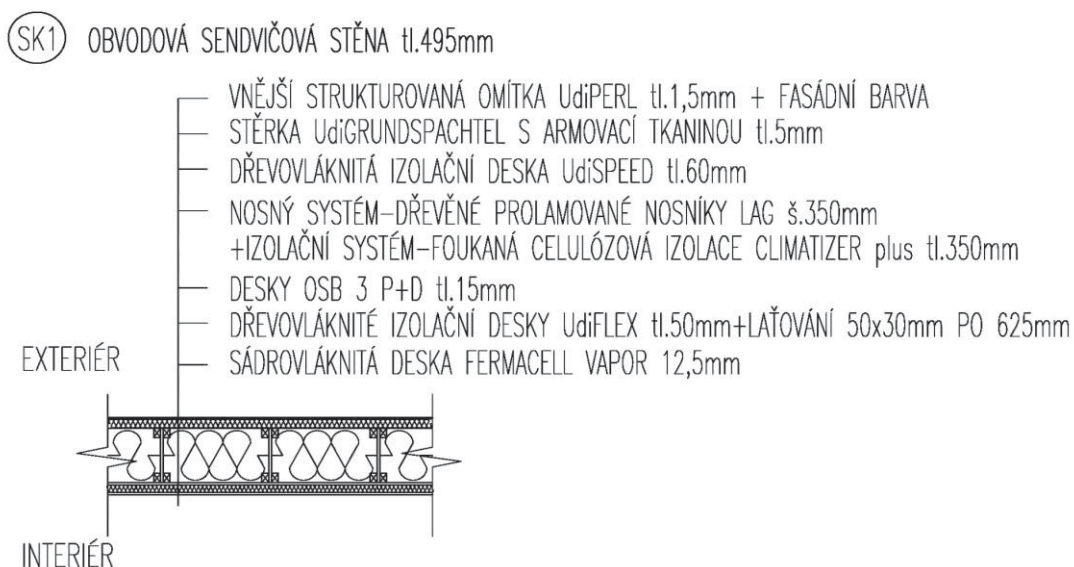 SK1 OBVODOVÁ SENDVIČOVÁ STĚNA tl.495mm
VNĚJŠÍ STRUKTUROVANÁ OMÍTKA UdiPERL tl.1,5mm + FASÁDNÍ BARVA
STĚRKA UdiGRUNDSPACHTEL S ARMOVACÍ TKANINOU tl.5mm
DŘEVOVLÁKNITÁ IZOLAČNÍ DESKA UdiSPEED tl.60mm
NOSNÝ SYSTÉM-DŘEVĚNÉ PROLAMOVANÉ NOSNÍKY LAG š.350mm
+IZOLAČNÍ SYSTÉM-FOUKANÁ CELULÓZOVÁ IZOLACE CLIMATIZER plus tl.350mm
DESKY OSB 3 P+D tl.15mm
DŘEVOVLÁKNITÉ IZOLAČNÍ DESKY UdiFLEX tl.50mm+LAŤOVÁNÍ 50x30mm PO 625mm
SÁDROVLÁKNITÁ DESKA FERMACELL VAPOR 12,5mm
EXTERIÉR
INTERIÉR